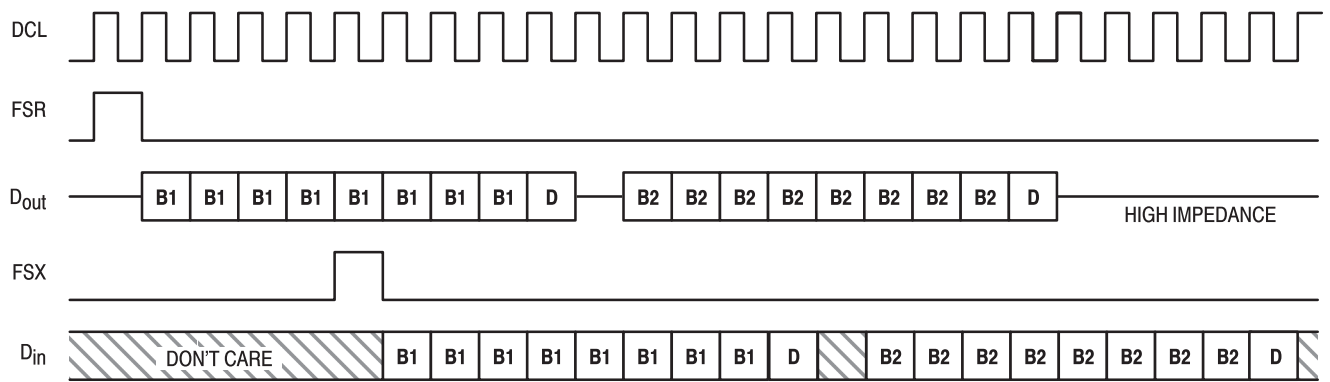 DCL
FSR
Dout B1 B1 B1 B1 B1 B1 B1 B1 D B2 B2 B2 B2 B2 B2 B2 B2 D
HIGH IMPEDANCE
FSX
Din DON'T CARE B1 B1 B1 B1 B1 B1 B1 B1 D B2 B2 B2 B2 B2 B2 B2 B2 D